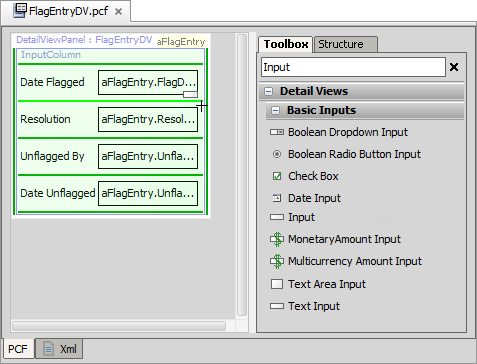 FlagEntryDV.pcf
DetailViewPanel : FlagEntryDV
aFlagEntry
InputColumn
Date Flagged aFlagEntry.FlagD...
Resolution aFlagEntry.Resol...
Unflagged By aFlagEntry.Unfla...
Date Unflagged aFlagEntry.Unfla...
Toolbox Structure
Input
Detail Views
Basic Inputs
Boolean Dropdown Input
Boolean Radio Button Input
Check Box
Date Input
Input
MonetaryAmount Input
Multicurrency Amount Input
Text Area Input
Text Input
PCF Xml